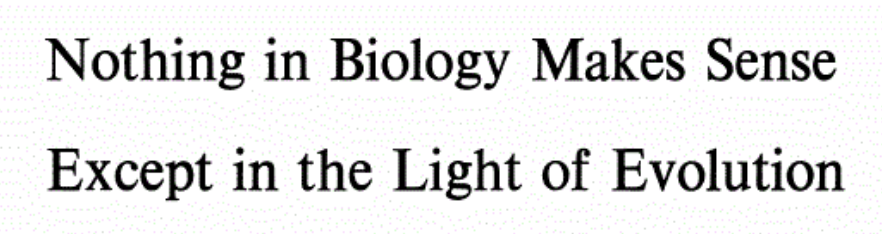 Nothing in Biology Makes Sense
Except in the Light of Evolution